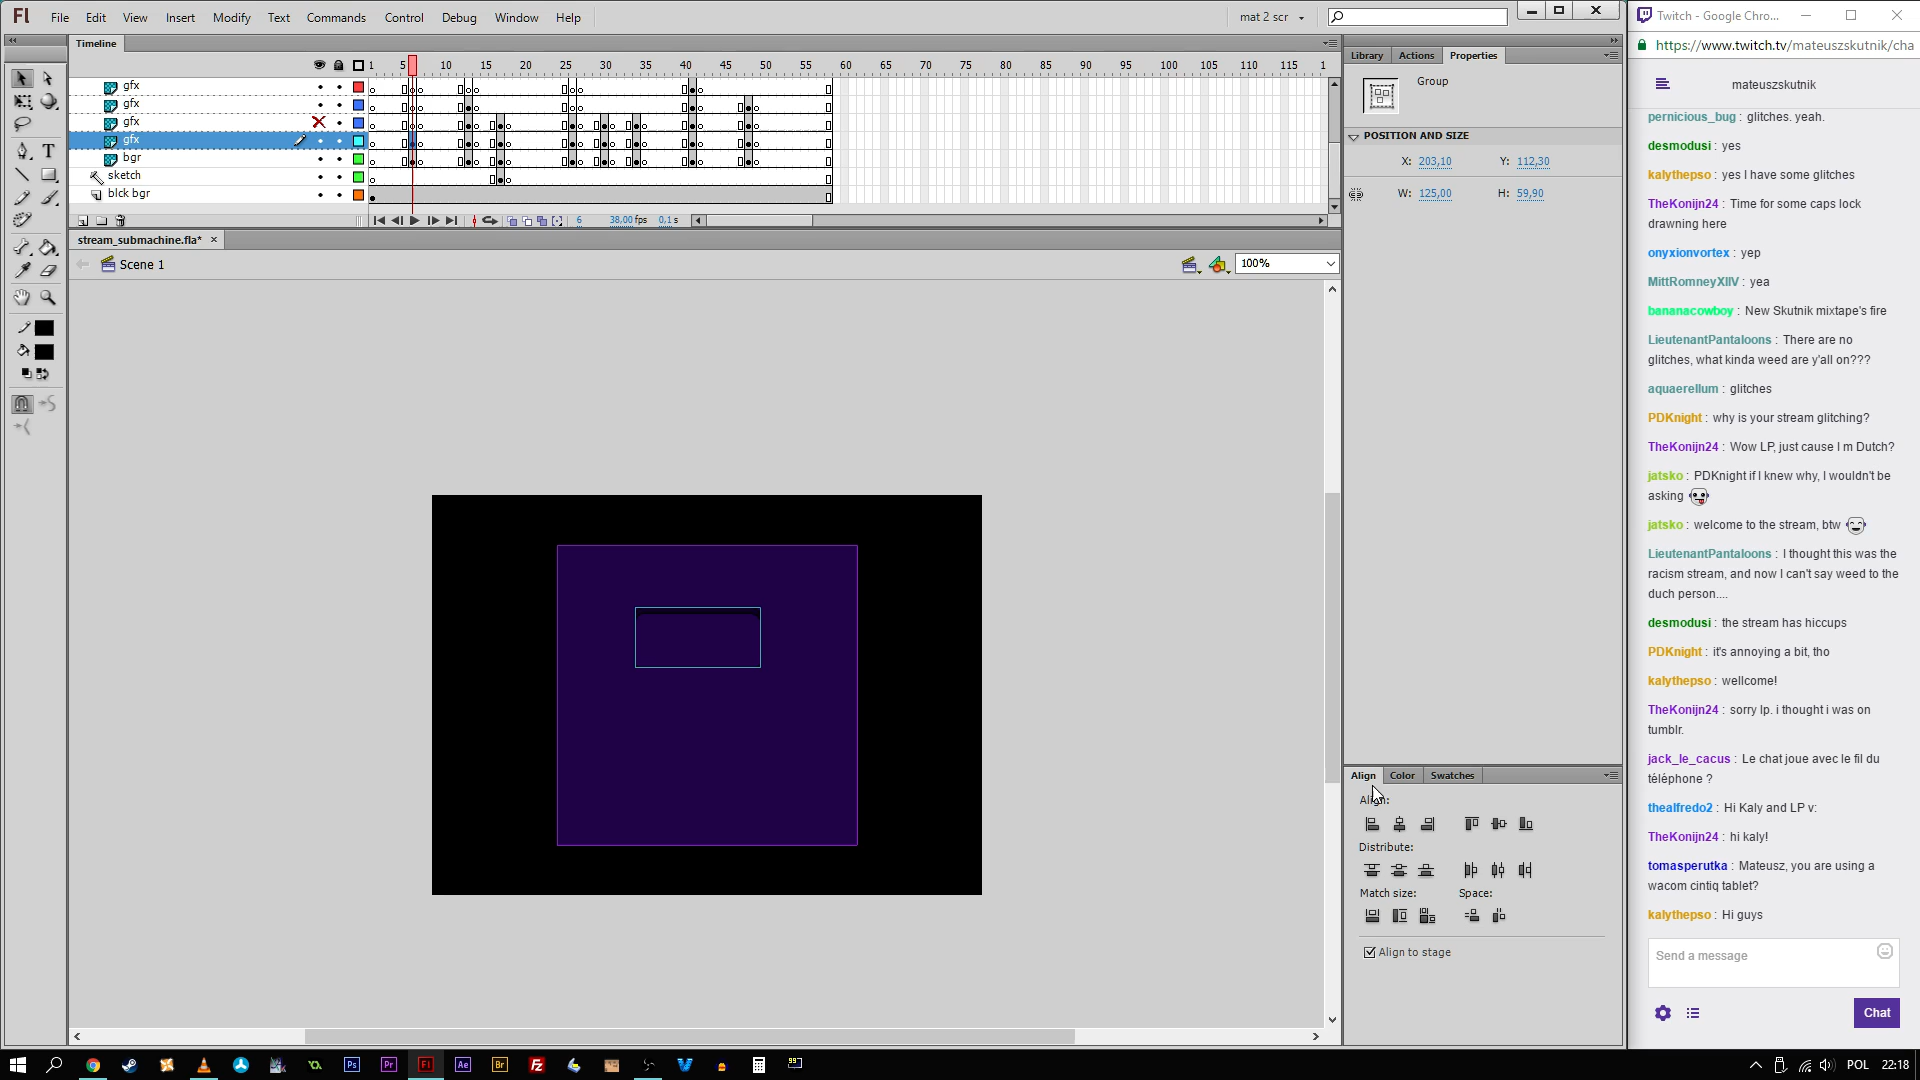 Fl File Edit View Insert Modify Text Commands Control Debug Window Help mat 2 scr
Timeline
1 5 10 15 20 25 30 35 40 45 50 55 60 65 70 75 80 85 90 95 100 105 110 115 1
gfx
gfx
gfx
gfx
bgr
sketch
blck bgr
6 38,00 fps 0,1 s
stream_submachine.fla* ×
Scene 1
100%
Library Actions Properties
Group
POSITION AND SIZE
X: 203,10 Y: 112,30
W: 125,00 H: 59,90
Align Color Swatches
Align:
Distribute:
Match size: Space:
Align to stage
Twitch - Google Chro...
https://www.twitch.tv/mateuszskutnik/cha
mateuszskutnik
pernicious_bug : glitches. yeah.
desmodusi : yes
kalythepso : yes I have some glitches
TheKonijn24 : Time for some caps lock
drawning here
onyxionvortex : yep
MittRomneyXIIV : yea
bananacowboy : New Skutnik mixtape's fire
LieutenantPantaloons : There are no
glitches, what kinda weed are y'all on???
aquaerellum : glitches
PDKnight : why is your stream glitching?
TheKonijn24 : Wow LP, just cause I m Dutch?
jatsko : PDKnight if I knew why, I wouldn't be
asking
jatsko : welcome to the stream, btw
LieutenantPantaloons : I thought this was the
racism stream, and now I can't say weed to the
duch person....
desmodusi : the stream has hiccups
PDKnight : it's annoying a bit, tho
kalythepso : wellcome!
TheKonijn24 : sorry lp. i thought i was on
tumblr.
jack_le_cacus : Le chat joue avec le fil du
téléphone ?
thealfredo2 : Hi Kaly and LP v:
TheKonijn24 : hi kaly!
tomasperutka : Mateusz, you are using a
wacom cintiq tablet?
kalythepso : Hi guys
Send a message
Chat
Ps Pr Fl Ae Br Fz POL 22:18